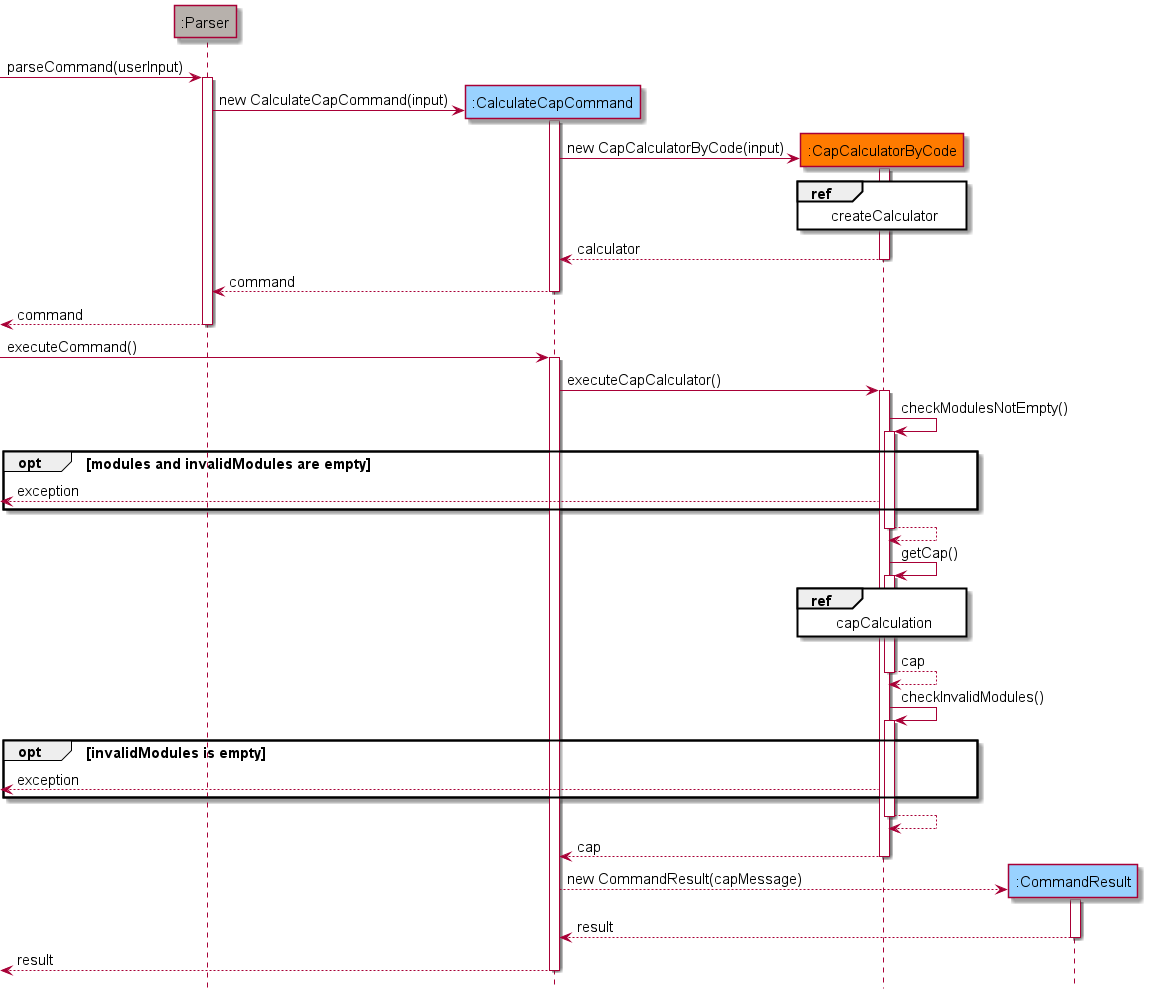 :Parser
parseCommand(userInput)
new CalculateCapCommand(input)
:CalculateCapCommand
new CapCalculatorByCode(input)
:CapCalculatorByCode
ref
createCalculator
calculator
command
command
executeCommand()
executeCapCalculator()
checkModulesNotEmpty()
opt [modules and invalidModules are empty]
exception
getCap()
ref
capCalculation
cap
checkInvalidModules()
opt [invalidModules is empty]
exception
cap
new CommandResult(capMessage)
:CommandResult
result
result